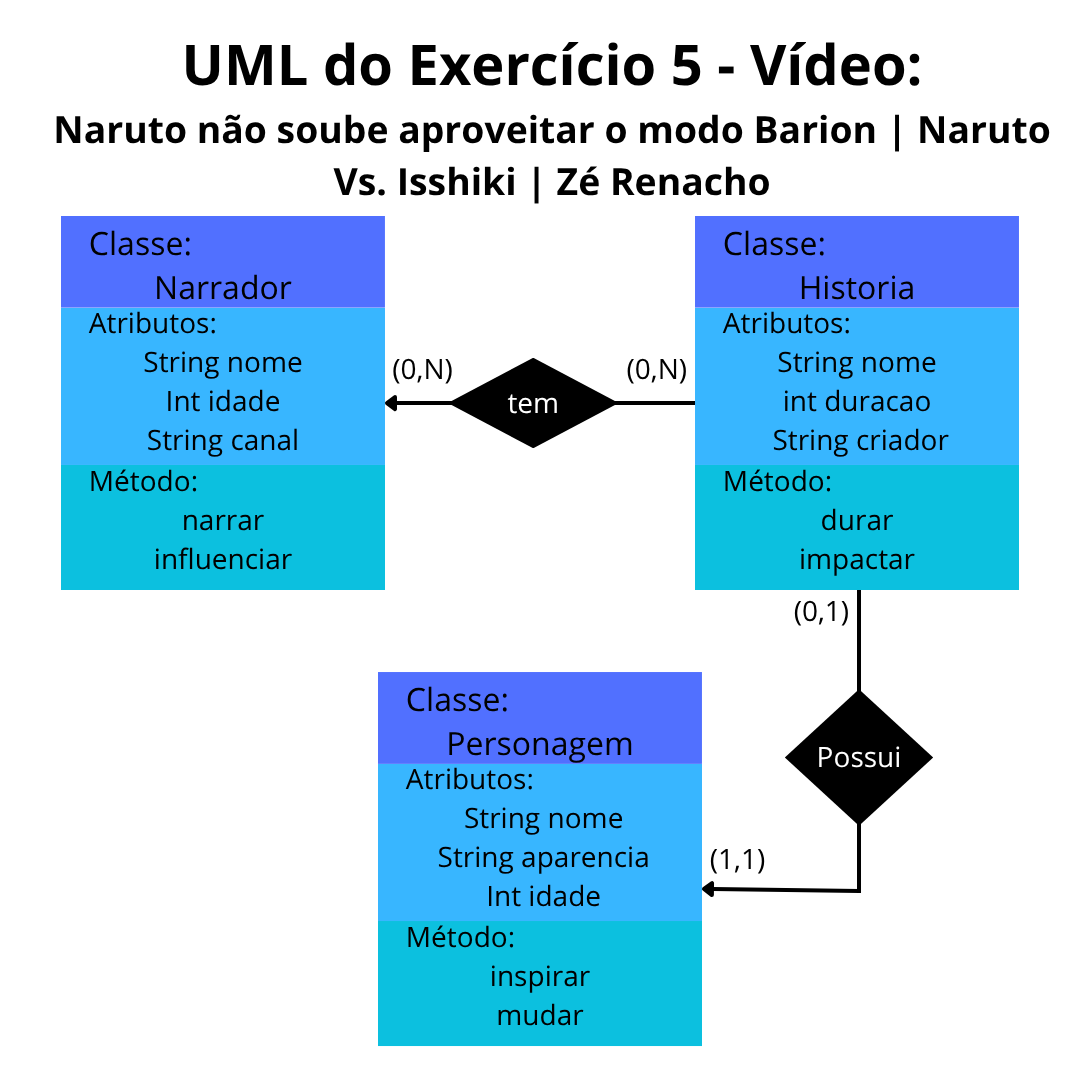 UML do Exercício 5 - Vídeo:
Naruto não soube aproveitar o modo Barion | Naruto
Vs. Isshiki | Zé Renacho
Classe:
Narrador
Atributos:
String nome
Int idade
String canal
Método:
narrar
influenciar
(0,N)
tem
(0,N)
Classe:
Historia
Atributos:
String nome
int duracao
String criador
Método:
durar
impactar
(0,1)
Possui
(1,1)
Classe:
Personagem
Atributos:
String nome
String aparencia
Int idade
Método:
inspirar
mudar